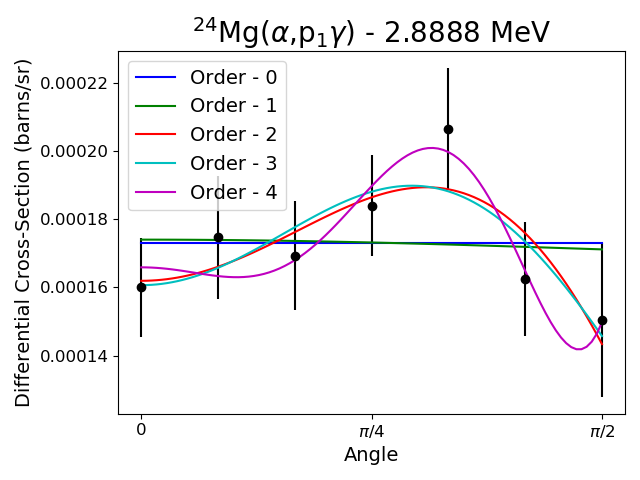 ²⁴Mg(α,p₁γ) - 2.8888 MeV
Differential Cross-Section (barns/sr)
0.00022
0.00020
0.00018
0.00016
0.00014
Order - 0
Order - 1
Order - 2
Order - 3
Order - 4
0
π/4
π/2
Angle